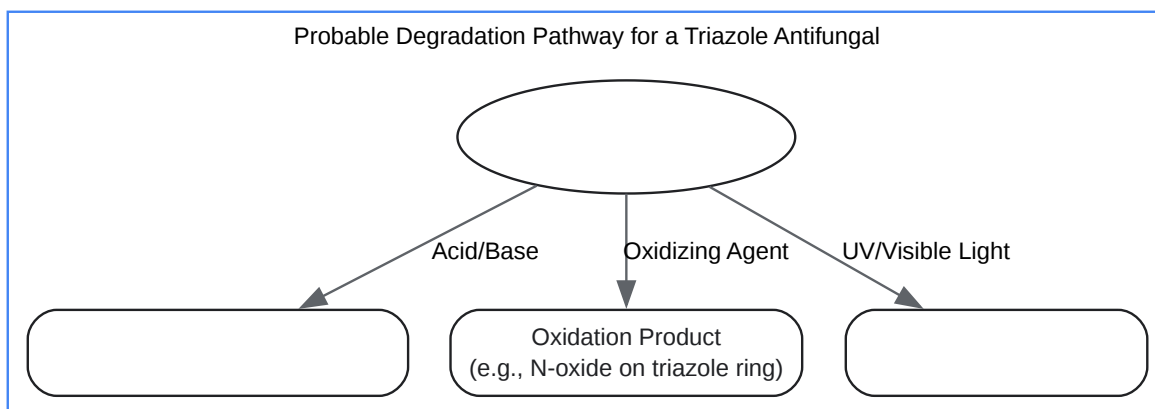 Probable Degradation Pathway for a Triazole Antifungal
Acid/Base
Oxidizing Agent
UV/Visible Light
Oxidation Product
(e.g., N-oxide on triazole ring)